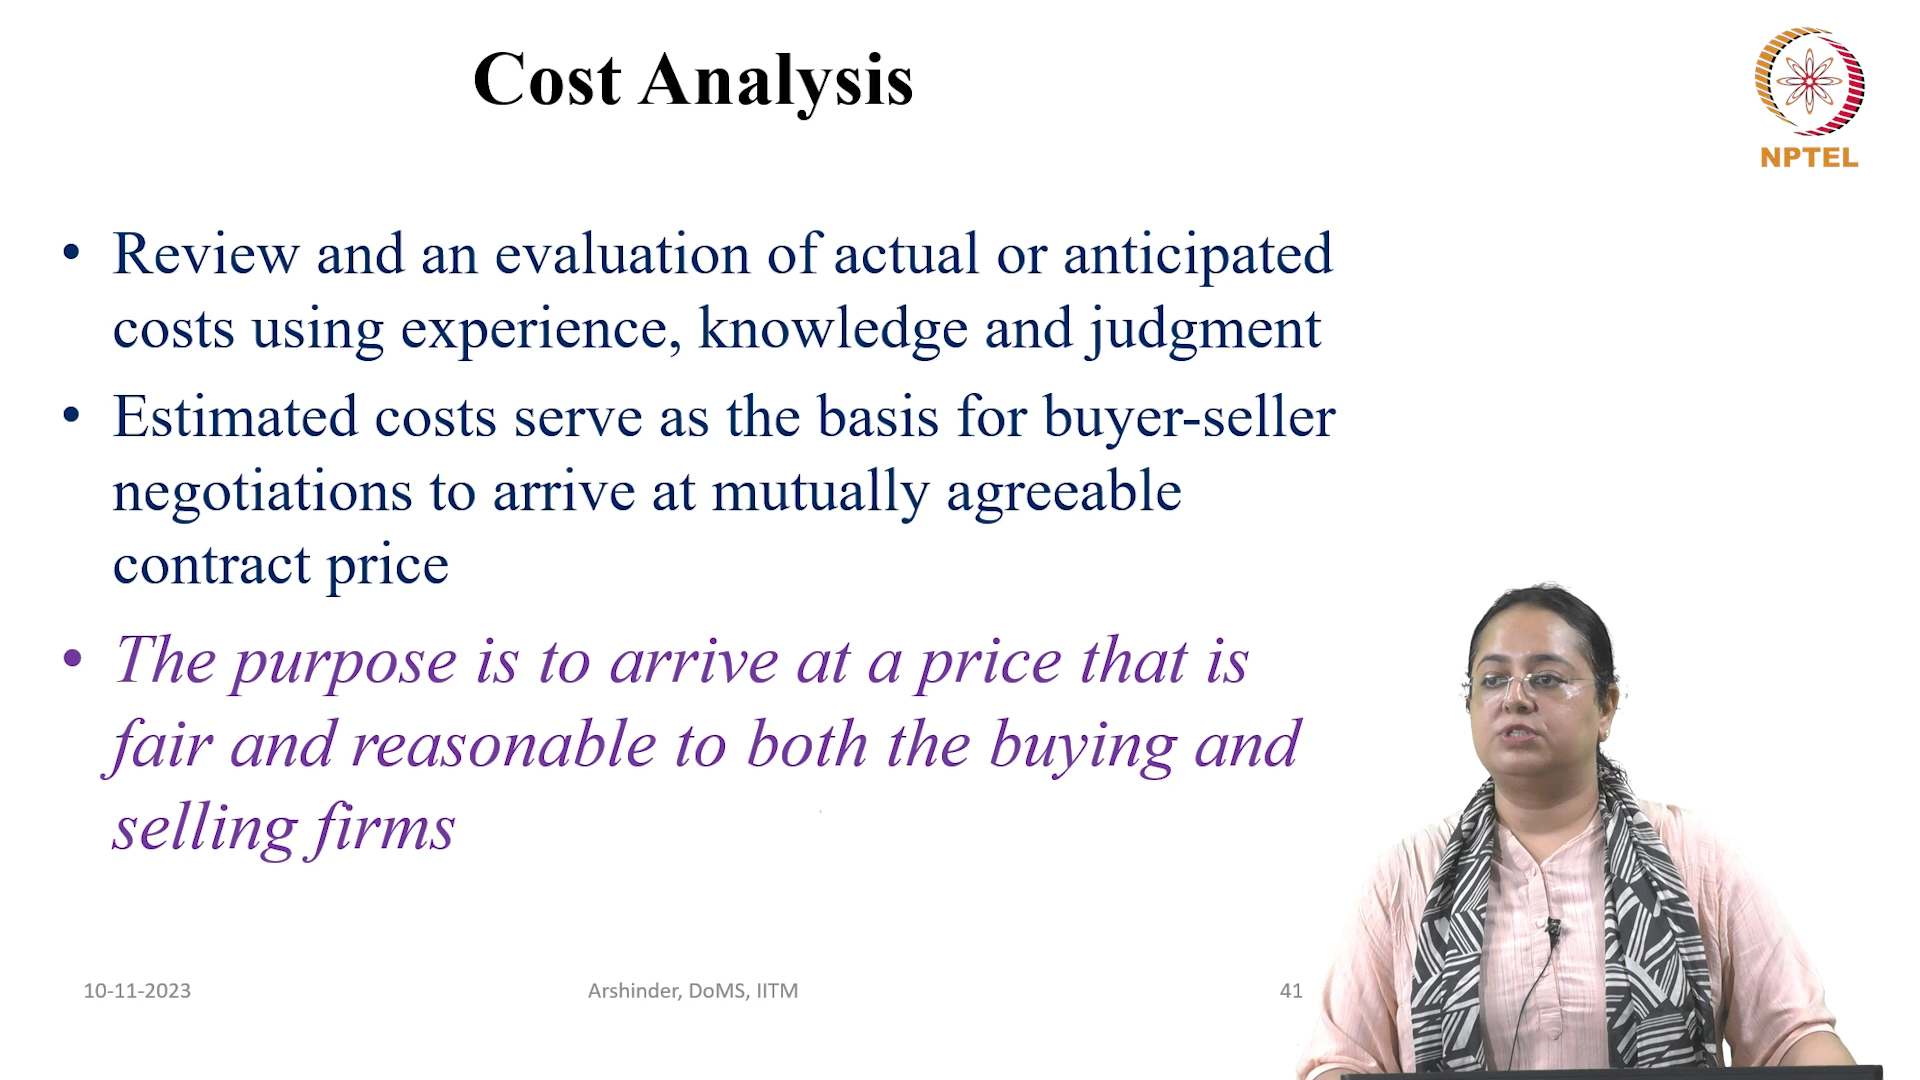 Cost Analysis
NPTEL
• Review and an evaluation of actual or anticipated
costs using experience, knowledge and judgment
• Estimated costs serve as the basis for buyer-seller
negotiations to arrive at mutually agreeable
contract price
• The purpose is to arrive at a price that is
fair and reasonable to both the buying and
selling firms
10-11-2023
Arshinder, DoMS, IITM
41